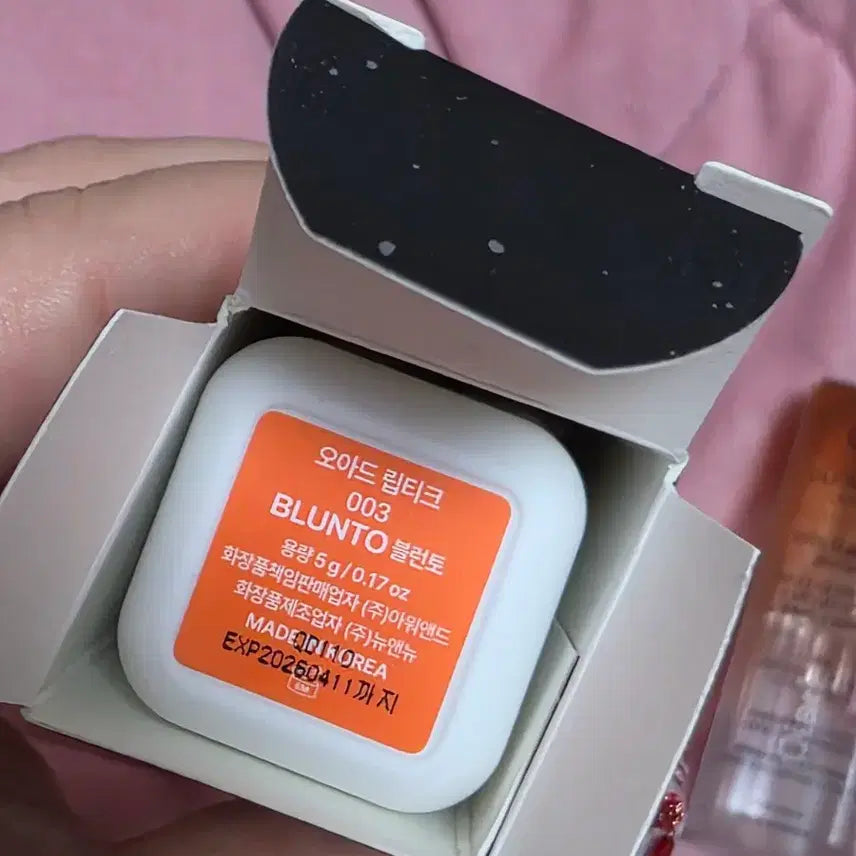 오아드 립티크
003
BLUNTO 블런토
용량 5 g / 0.17 oz
화장품책임판매업자 (주)아워앤드
화장품제조업자 (주)뉴앤뉴
MADE IN KOREA
EXP20260411까지